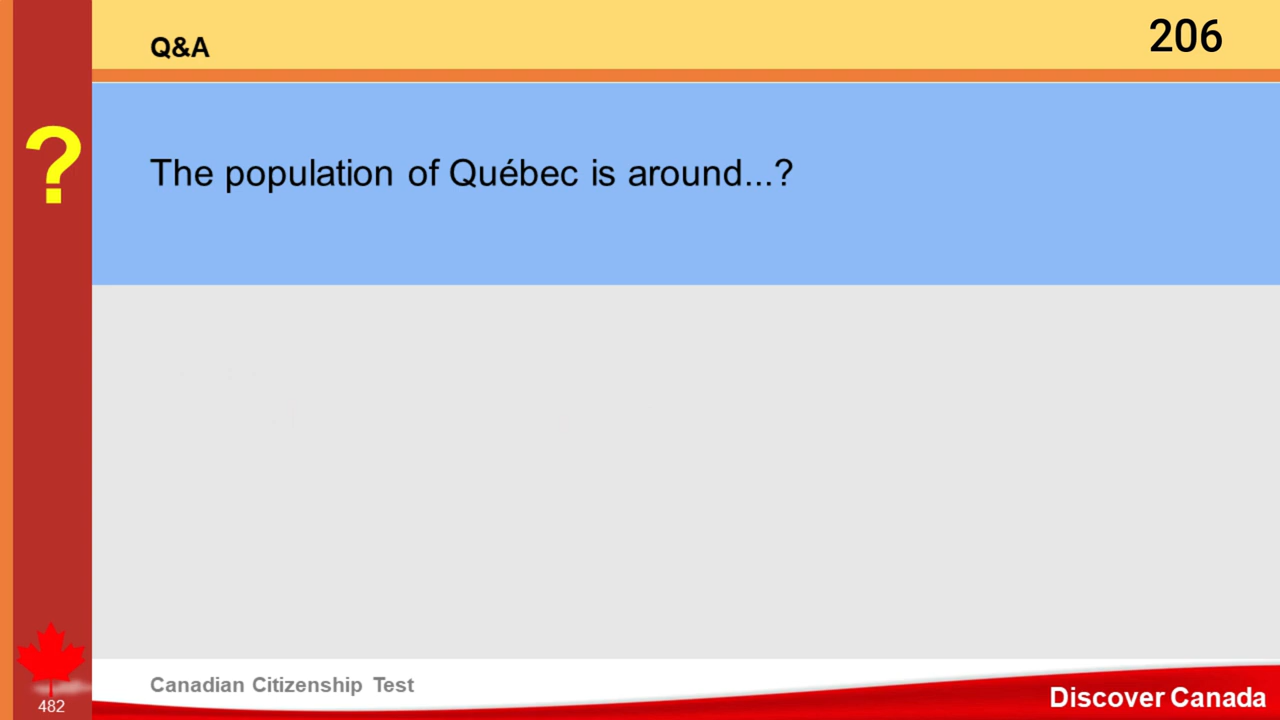 Q&A
206
?
The population of Québec is around...?
Canadian Citizenship Test
Discover Canada
482